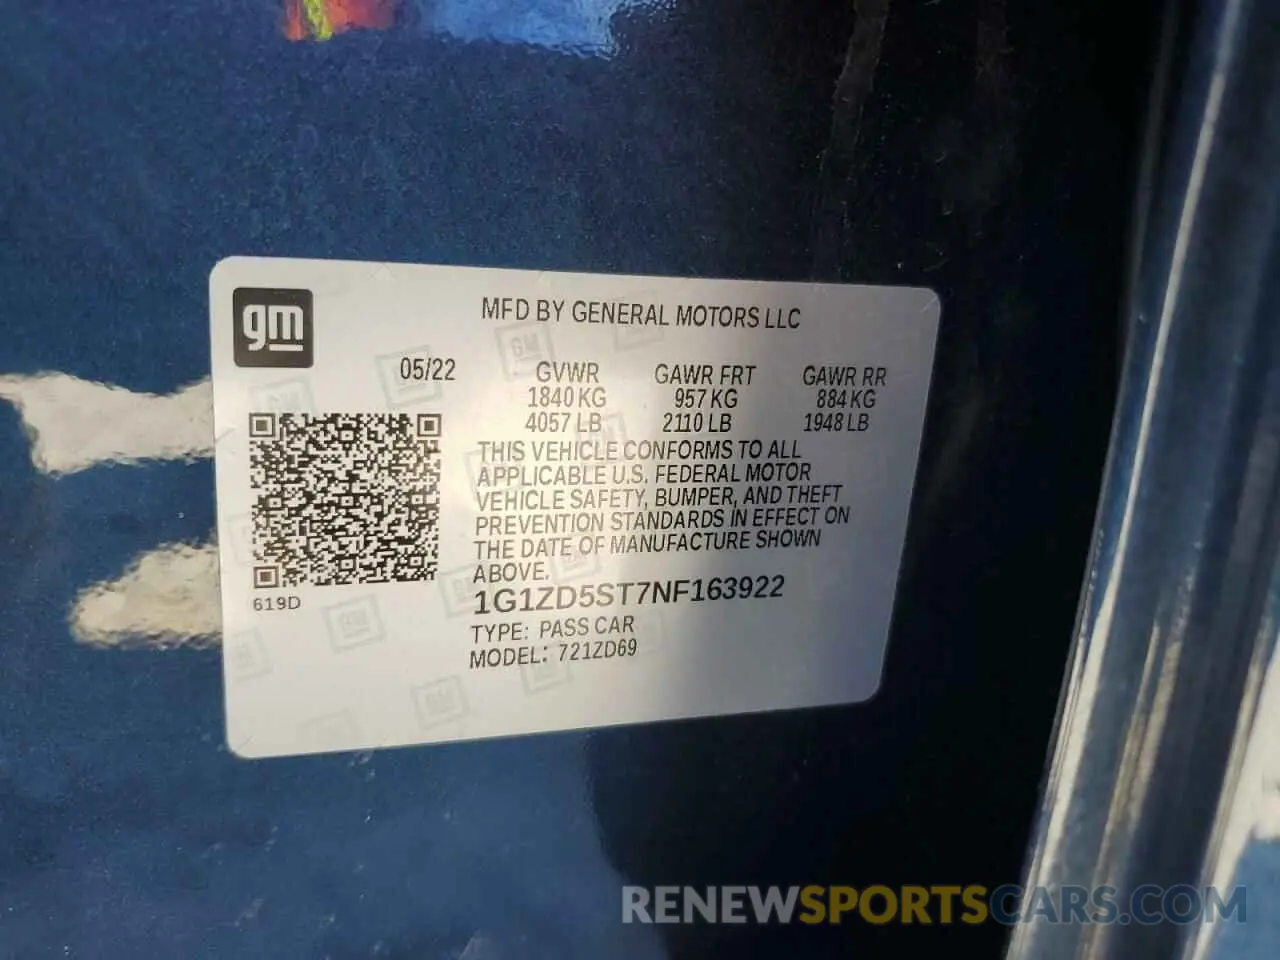 gm
MFD BY GENERAL MOTORS LLC
05/22 GVWR GAWR FRT GAWR RR
1840 KG 957 KG 884 KG
4057 LB 2110 LB 1948 LB
THIS VEHICLE CONFORMS TO ALL
APPLICABLE U.S. FEDERAL MOTOR
VEHICLE SAFETY, BUMPER, AND THEFT
PREVENTION STANDARDS IN EFFECT ON
THE DATE OF MANUFACTURE SHOWN
ABOVE.
619D
1G1ZD5ST7NF163922
TYPE: PASS CAR
MODEL: 721ZD69
RENEWSPORTSCARS.COM